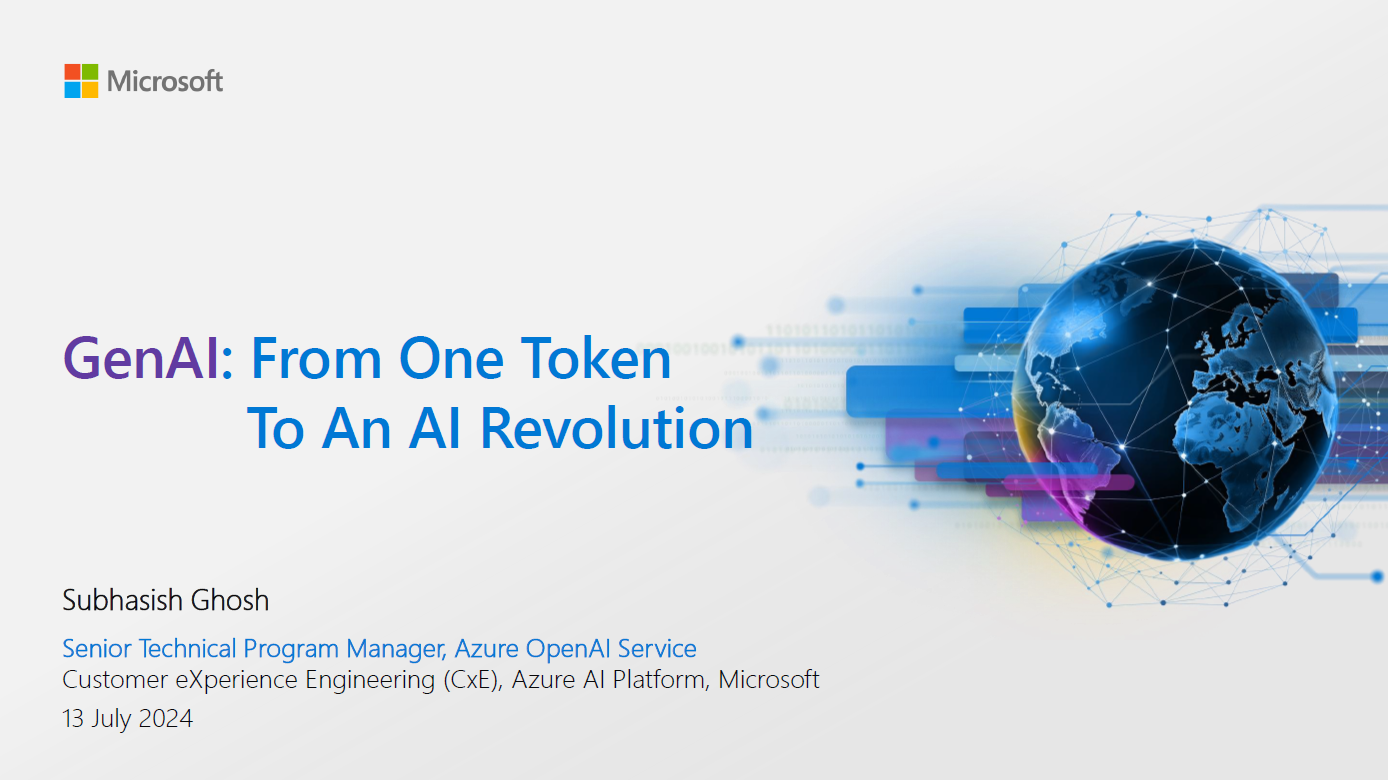 Microsoft
GenAI: From One Token
To An AI Revolution
Subhasish Ghosh
Senior Technical Program Manager, Azure OpenAI Service
Customer eXperience Engineering (CxE), Azure AI Platform, Microsoft
13 July 2024